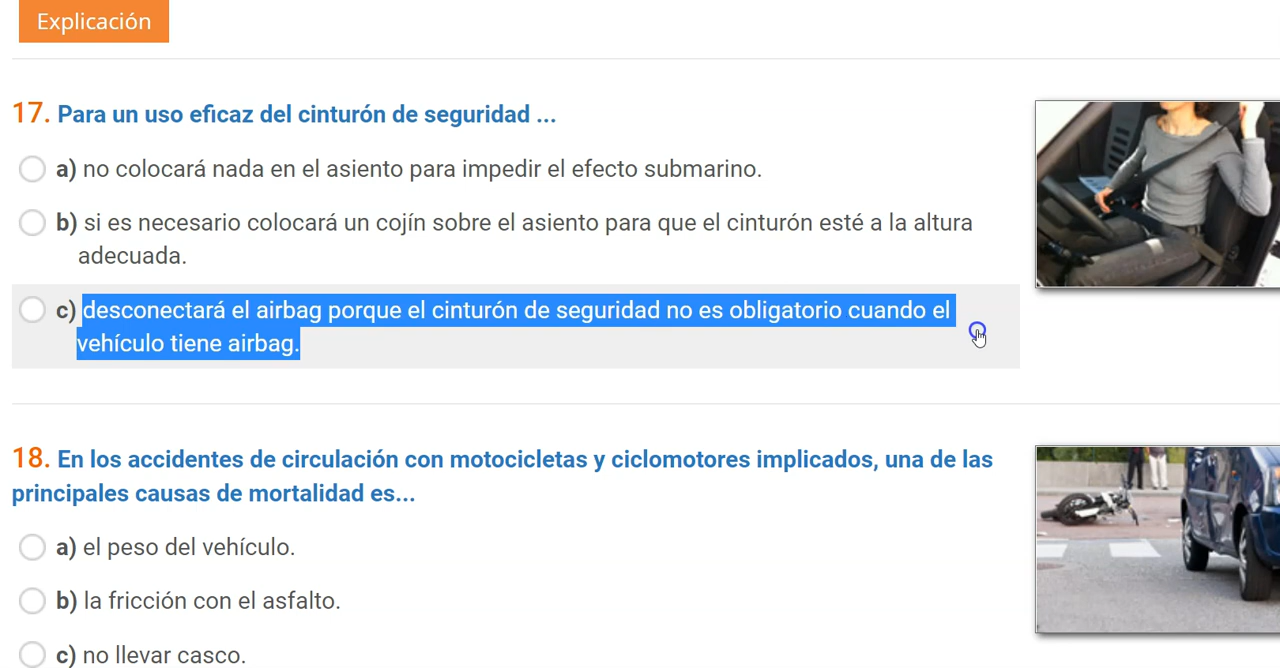 Explicación
17. Para un uso eficaz del cinturón de seguridad ...
a) no colocará nada en el asiento para impedir el efecto submarino.
b) si es necesario colocará un cojín sobre el asiento para que el cinturón esté a la altura
adecuada.
c) desconectará el airbag porque el cinturón de seguridad no es obligatorio cuando el
vehículo tiene airbag.
18. En los accidentes de circulación con motocicletas y ciclomotores implicados, una de las
principales causas de mortalidad es...
a) el peso del vehículo.
b) la fricción con el asfalto.
c) no llevar casco.